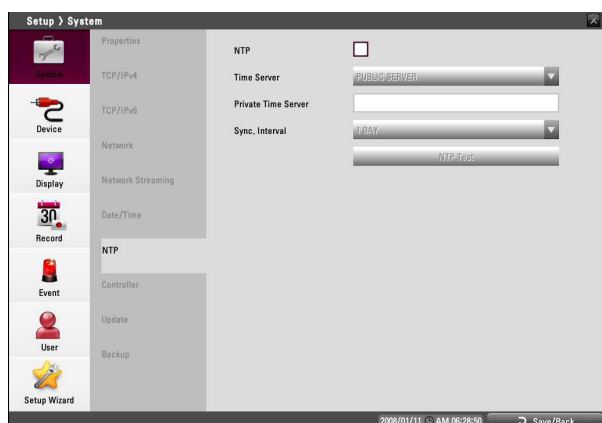 Setup > System
System
Device
Display
30
Record
Event
User
Setup Wizard
Properties
TCP/IPv4
TCP/IPv6
Network
Network Streaming
Date/Time
NTP
Controller
Update
Backup
NTP
Time Server
PUBLIC SERVER
Private Time Server
Sync. Interval
1 DAY
NTP Test
2008/01/11 AM 06:28:50
Save/Back